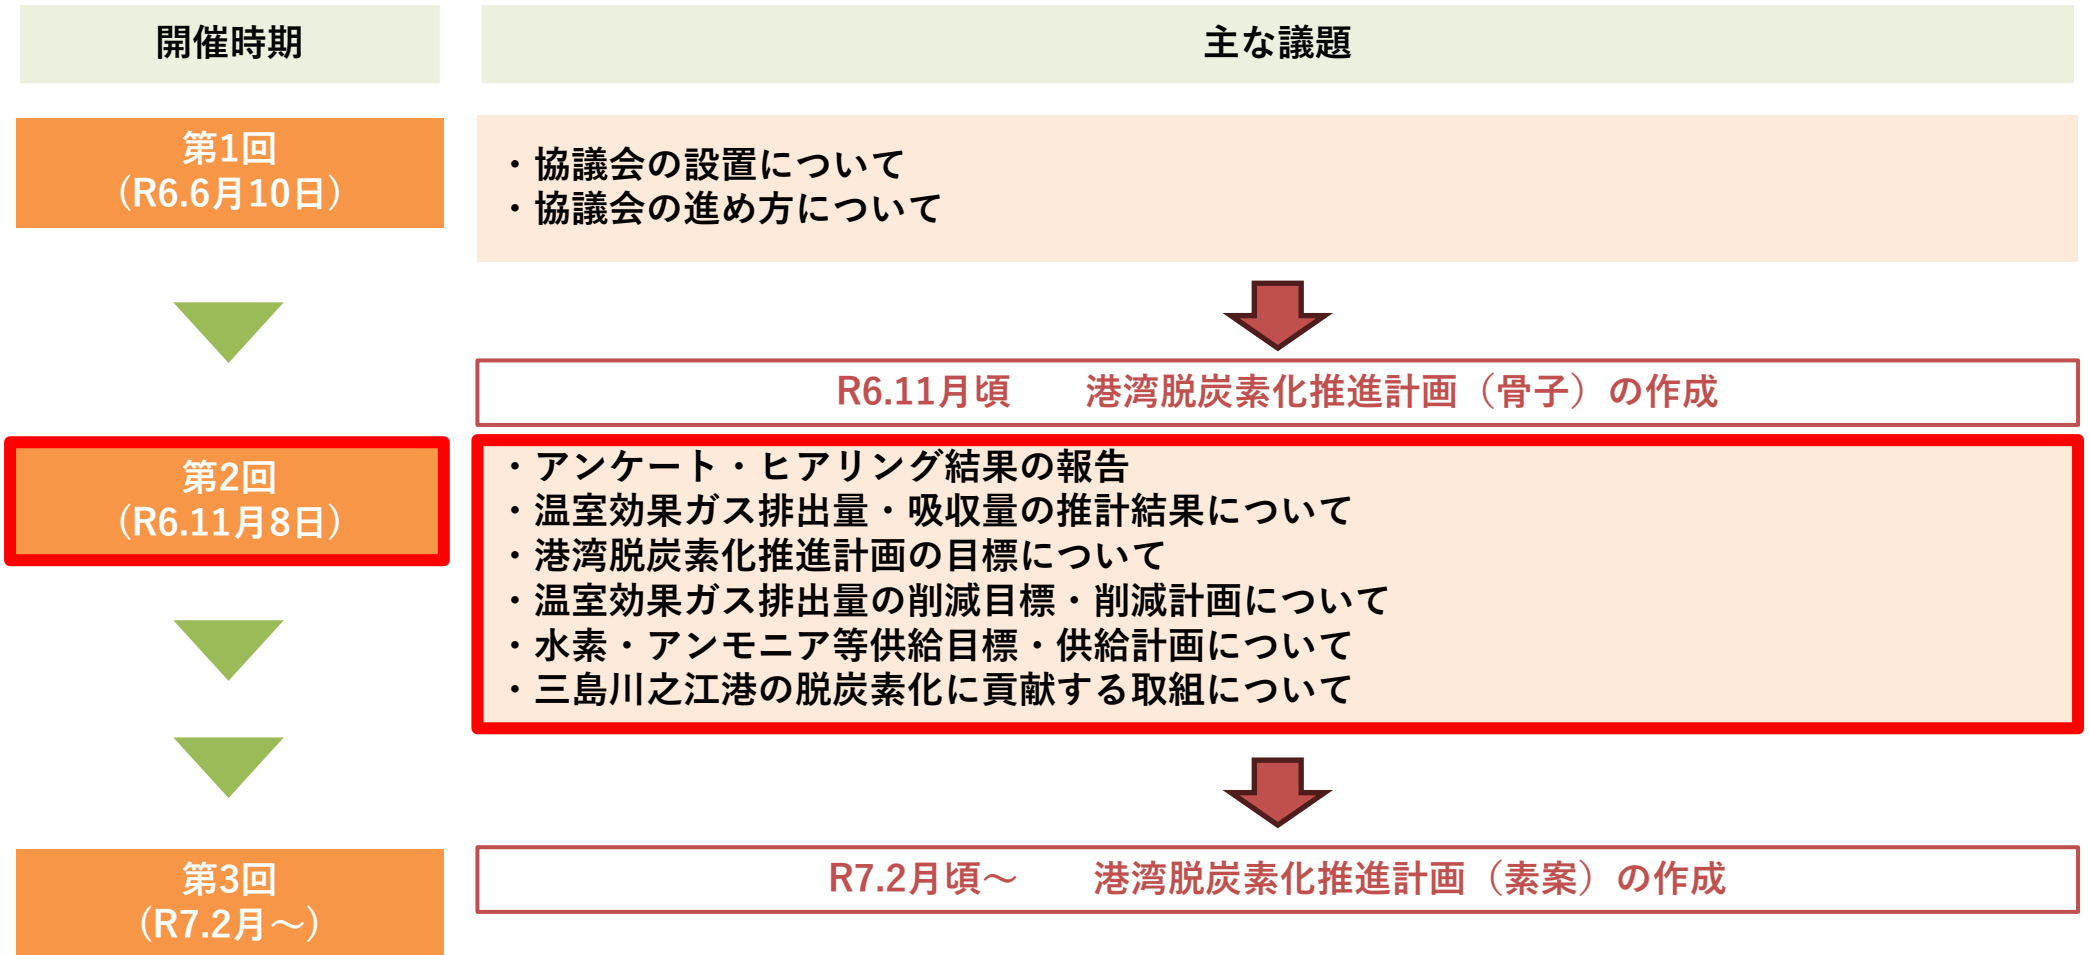 開催時期
主な議題
第1回
（R6.6月10日）
・協議会の設置について
・協議会の進め方について
R6.11月頃　　港湾脱炭素化推進計画（骨子）の作成
第2回
（R6.11月8日）
・アンケート・ヒアリング結果の報告
・温室効果ガス排出量・吸収量の推計結果について
・港湾脱炭素化推進計画の目標について
・温室効果ガス排出量の削減目標・削減計画について
・水素・アンモニア等供給目標・供給計画について
・三島川之江港の脱炭素化に貢献する取組について
第3回
（R7.2月～）
R7.2月頃～　　港湾脱炭素化推進計画（素案）の作成